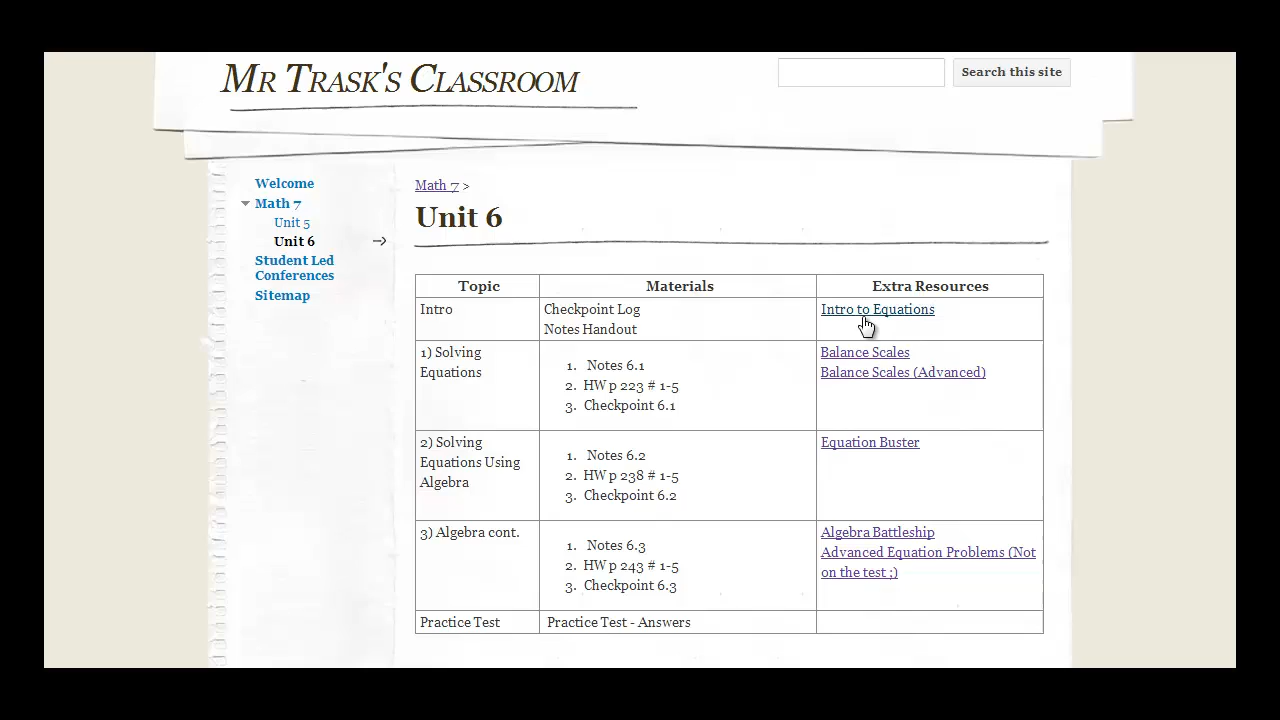 Mr Trask's Classroom
Search this site
Welcome
Math 7
Unit 5
Unit 6
Student Led
Conferences
Sitemap
Math 7 >
Unit 6
Topic Materials Extra Resources
Intro
Checkpoint Log
Notes Handout
Intro to Equations
1) Solving
Equations
1. Notes 6.1
2. HW p 223 # 1-5
3. Checkpoint 6.1
Balance Scales
Balance Scales (Advanced)
2) Solving
Equations Using
Algebra
1. Notes 6.2
2. HW p 238 # 1-5
3. Checkpoint 6.2
Equation Buster
3) Algebra cont.
1. Notes 6.3
2. HW p 243 # 1-5
3. Checkpoint 6.3
Algebra Battleship
Advanced Equation Problems (Not
on the test ;)
Practice Test Practice Test - Answers